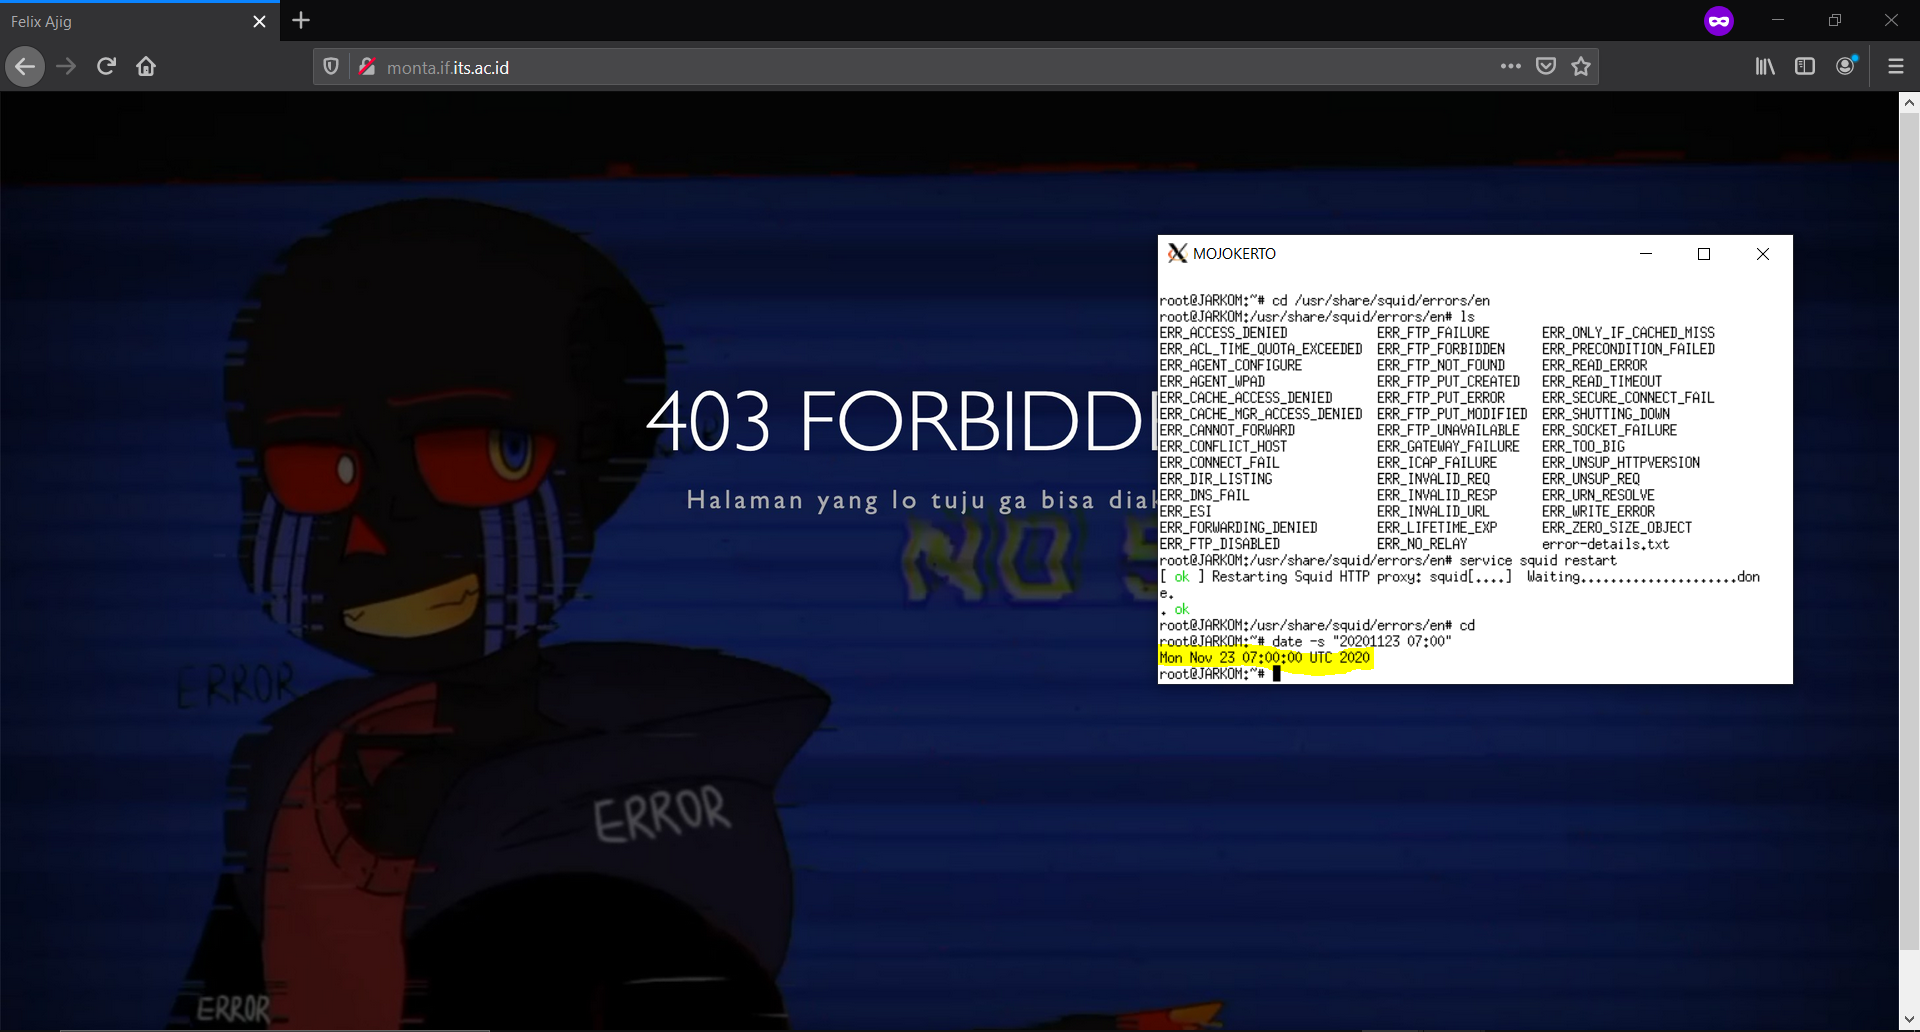 Felix Ajig
monta.if.its.ac.id
403 FORBIDD
Halaman yang lo tuju ga bisa diak
NO S
ERROR
ERROR
ERROR
MOJOKERTO
root@JARKOM:~# cd /usr/share/squid/errors/en
root@JARKOM:/usr/share/squid/errors/en# ls
ERR_ACCESS_DENIED ERR_FTP_FAILURE ERR_ONLY_IF_CACHED_MISS
ERR_ACL_TIME_QUOTA_EXCEEDED ERR_FTP_FORBIDDEN ERR_PRECONDITION_FAILED
ERR_AGENT_CONFIGURE ERR_FTP_NOT_FOUND ERR_READ_ERROR
ERR_AGENT_WPAD ERR_FTP_PUT_CREATED ERR_READ_TIMEOUT
ERR_CACHE_ACCESS_DENIED ERR_FTP_PUT_ERROR ERR_SECURE_CONNECT_FAIL
ERR_CACHE_MGR_ACCESS_DENIED ERR_FTP_PUT_MODIFIED ERR_SHUTTING_DOWN
ERR_CANNOT_FORWARD ERR_FTP_UNAVAILABLE ERR_SOCKET_FAILURE
ERR_CONFLICT_HOST ERR_GATEWAY_FAILURE ERR_TOO_BIG
ERR_CONNECT_FAIL ERR_ICAP_FAILURE ERR_UNSUP_HTTPVERSION
ERR_DIR_LISTING ERR_INVALID_REQ ERR_UNSUP_REQ
ERR_DNS_FAIL ERR_INVALID_RESP ERR_URN_RESOLVE
ERR_ESI ERR_INVALID_URL ERR_WRITE_ERROR
ERR_FORWARDING_DENIED ERR_LIFETIME_EXP ERR_ZERO_SIZE_OBJECT
ERR_FTP_DISABLED ERR_NO_RELAY error-details.txt
root@JARKOM:/usr/share/squid/errors/en# service squid restart
[ ok ] Restarting Squid HTTP proxy: squid[....] Waiting.....................don
e.
. ok
root@JARKOM:/usr/share/squid/errors/en# cd
root@JARKOM:~# date -s "20201123 07:00"
Mon Nov 23 07:00:00 UTC 2020
root@JARKOM:~#